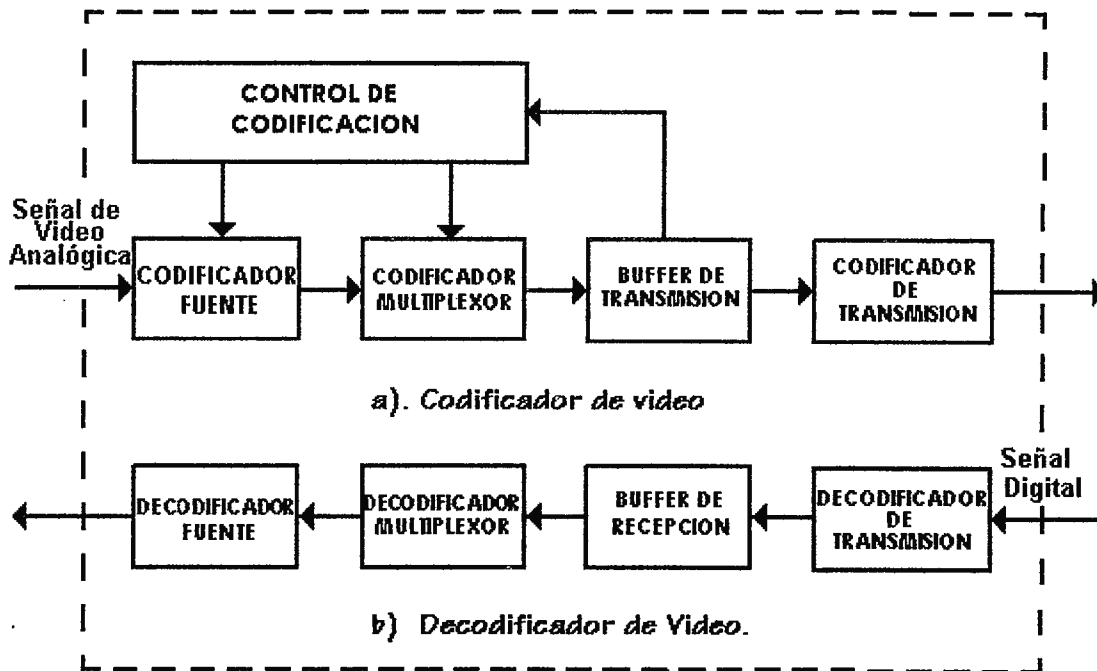 CONTROL DE
CODIFICACION
Señal de
Video
Analógica
CODIFICADOR
FUENTE
CODIFICADOR
MULTIPLEXOR
BUFFER DE
TRANSMISION
CODIFICADOR
DE
TRANSMISION
a). Codificador de video
Señal
Digital
DECODIFICADOR
FUENTE
DECODIFICADOR
MULTIPLEXOR
BUFFER DE
RECEPCION
DECODIFICADOR
DE
TRANSMISION
b) Decodificador de Video.